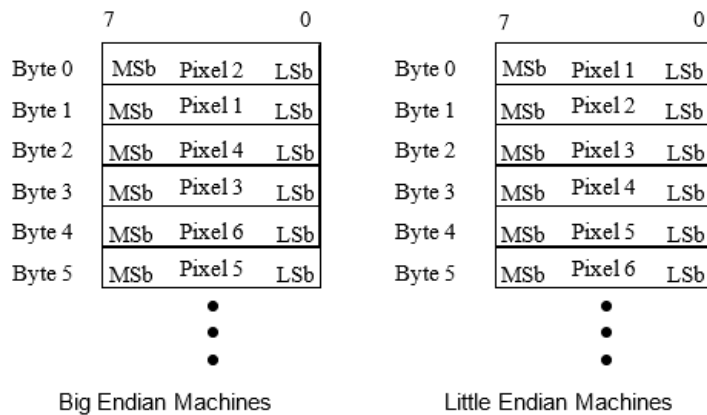 7 0 7 0
Byte 0 MSb Pixel 2 LSb Byte 0 MSb Pixel 1 LSb
Byte 1 MSb Pixel 1 LSb Byte 1 MSb Pixel 2 LSb
Byte 2 MSb Pixel 4 LSb Byte 2 MSb Pixel 3 LSb
Byte 3 MSb Pixel 3 LSb Byte 3 MSb Pixel 4 LSb
Byte 4 MSb Pixel 6 LSb Byte 4 MSb Pixel 5 LSb
Byte 5 MSb Pixel 5 LSb Byte 5 MSb Pixel 6 LSb
Big Endian Machines Little Endian Machines